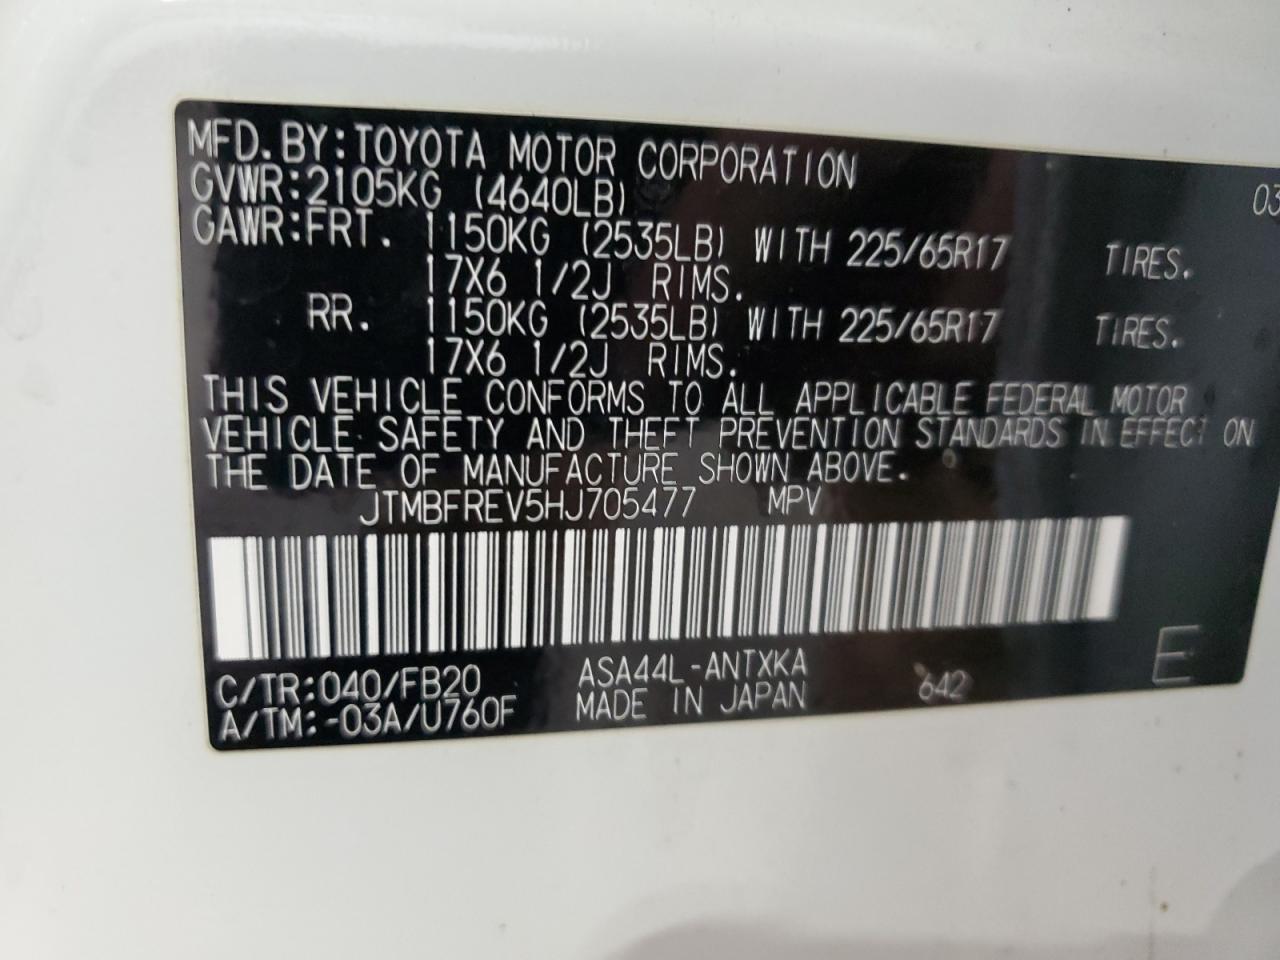 MFD.BY:TOYOTA MOTOR CORPORATION 03
GVWR:2105KG (4640LB)
GAWR:FRT. 1150KG (2535LB) WITH 225/65R17 TIRES.
17X6 1/2J RIMS.
RR. 1150KG (2535LB) WITH 225/65R17 TIRES.
17X6 1/2J RIMS.
THIS VEHICLE CONFORMS TO ALL APPLICABLE FEDERAL MOTOR
VEHICLE SAFETY AND THEFT PREVENTION STANDARDS IN EFFECT ON
THE DATE OF MANUFACTURE SHOWN ABOVE.
JTMBFREV5HJ705477 MPV
C/TR:040/FB20 ASA44L-ANTXKA 642 E
A/TM:-03A/U760F MADE IN JAPAN